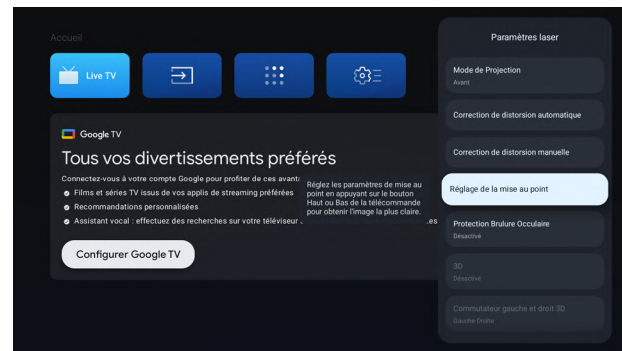 Accueil
Live TV
Google TV
Tous vos divertissements préférés
Connectez-vous à votre compte Google pour profiter de ces avant
Films et séries TV issus de vos applis de streaming préférées
Recommandations personnalisées
Assistant vocal : effectuez des recherches sur votre téléviseur
es
Configurer Google TV
Réglez les paramètres de mise au
point en appuyant sur le bouton
Haut ou Bas de la télécommande
pour obtenir l'image la plus claire.
Paramètres laser
Mode de Projection
Avant
Correction de distorsion automatique
Correction de distorsion manuelle
Réglage de la mise au point
Protection Brulure Occulaire
Désactivé
3D
Désactivé
Commutateur gauche et droit 3D
Gauche-Droite